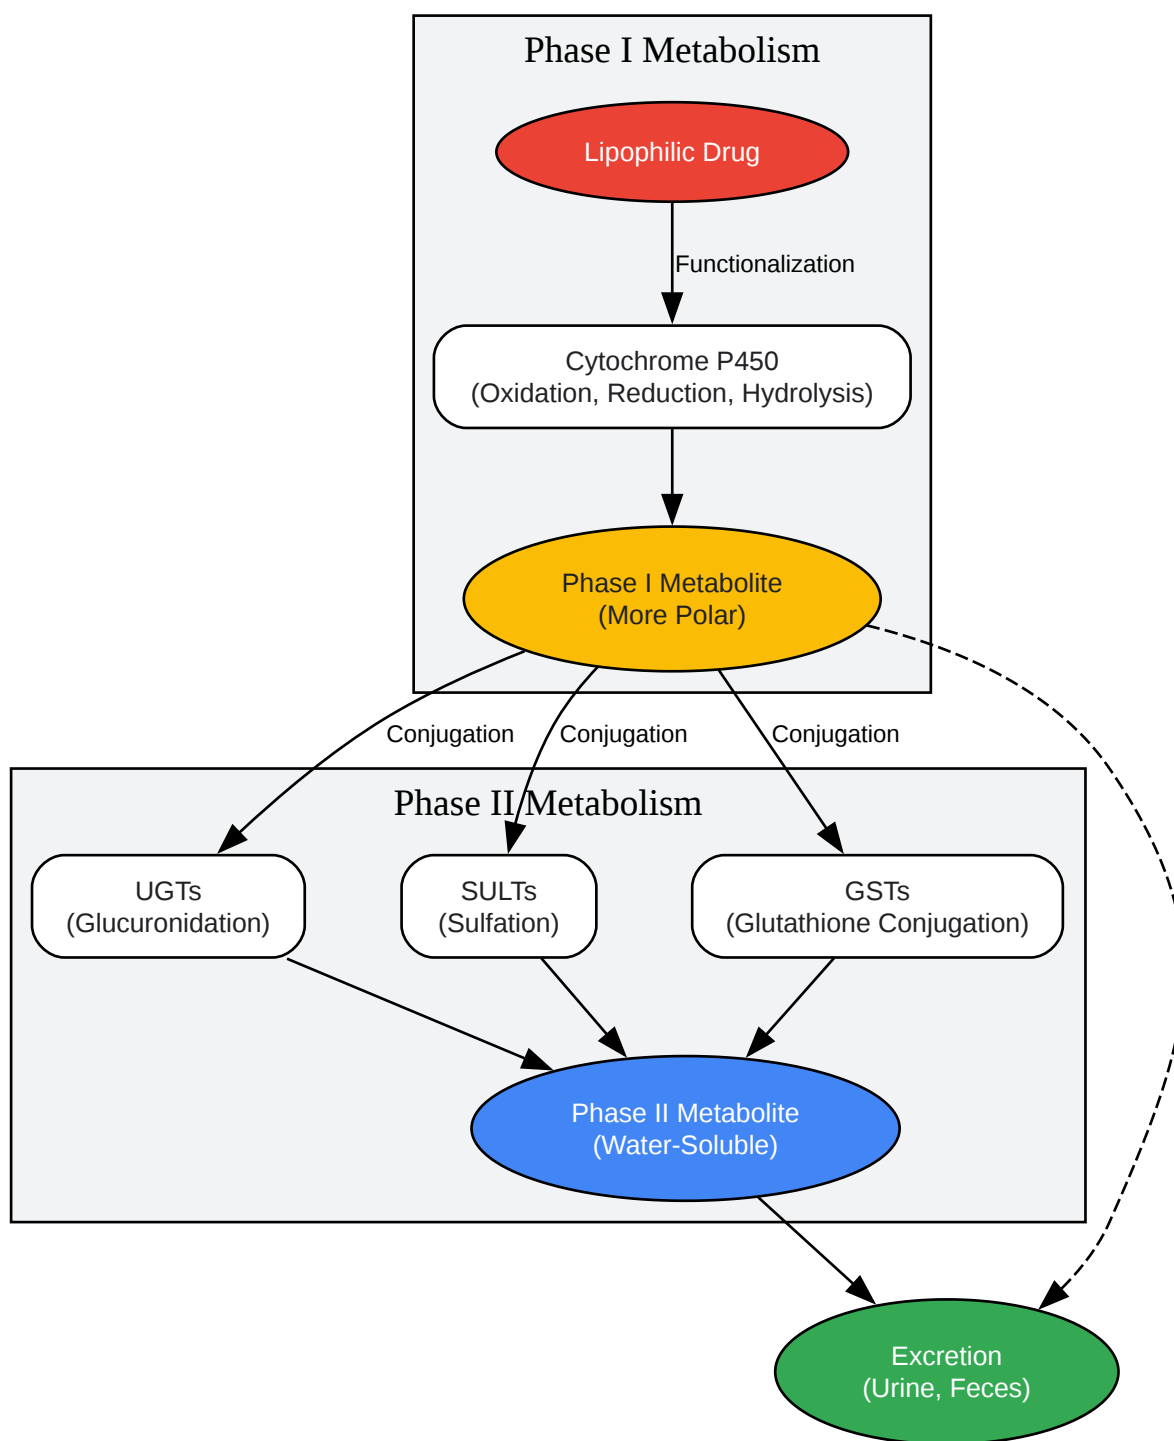 Phase I Metabolism
Lipophilic Drug
Functionalization
Cytochrome P450
(Oxidation, Reduction, Hydrolysis)
Phase I Metabolite
(More Polar)
Conjugation
Conjugation
Conjugation
Phase II Metabolism
UGTs
(Glucuronidation)
SULTs
(Sulfation)
GSTs
(Glutathione Conjugation)
Phase II Metabolite
(Water-Soluble)
Excretion
(Urine, Feces)